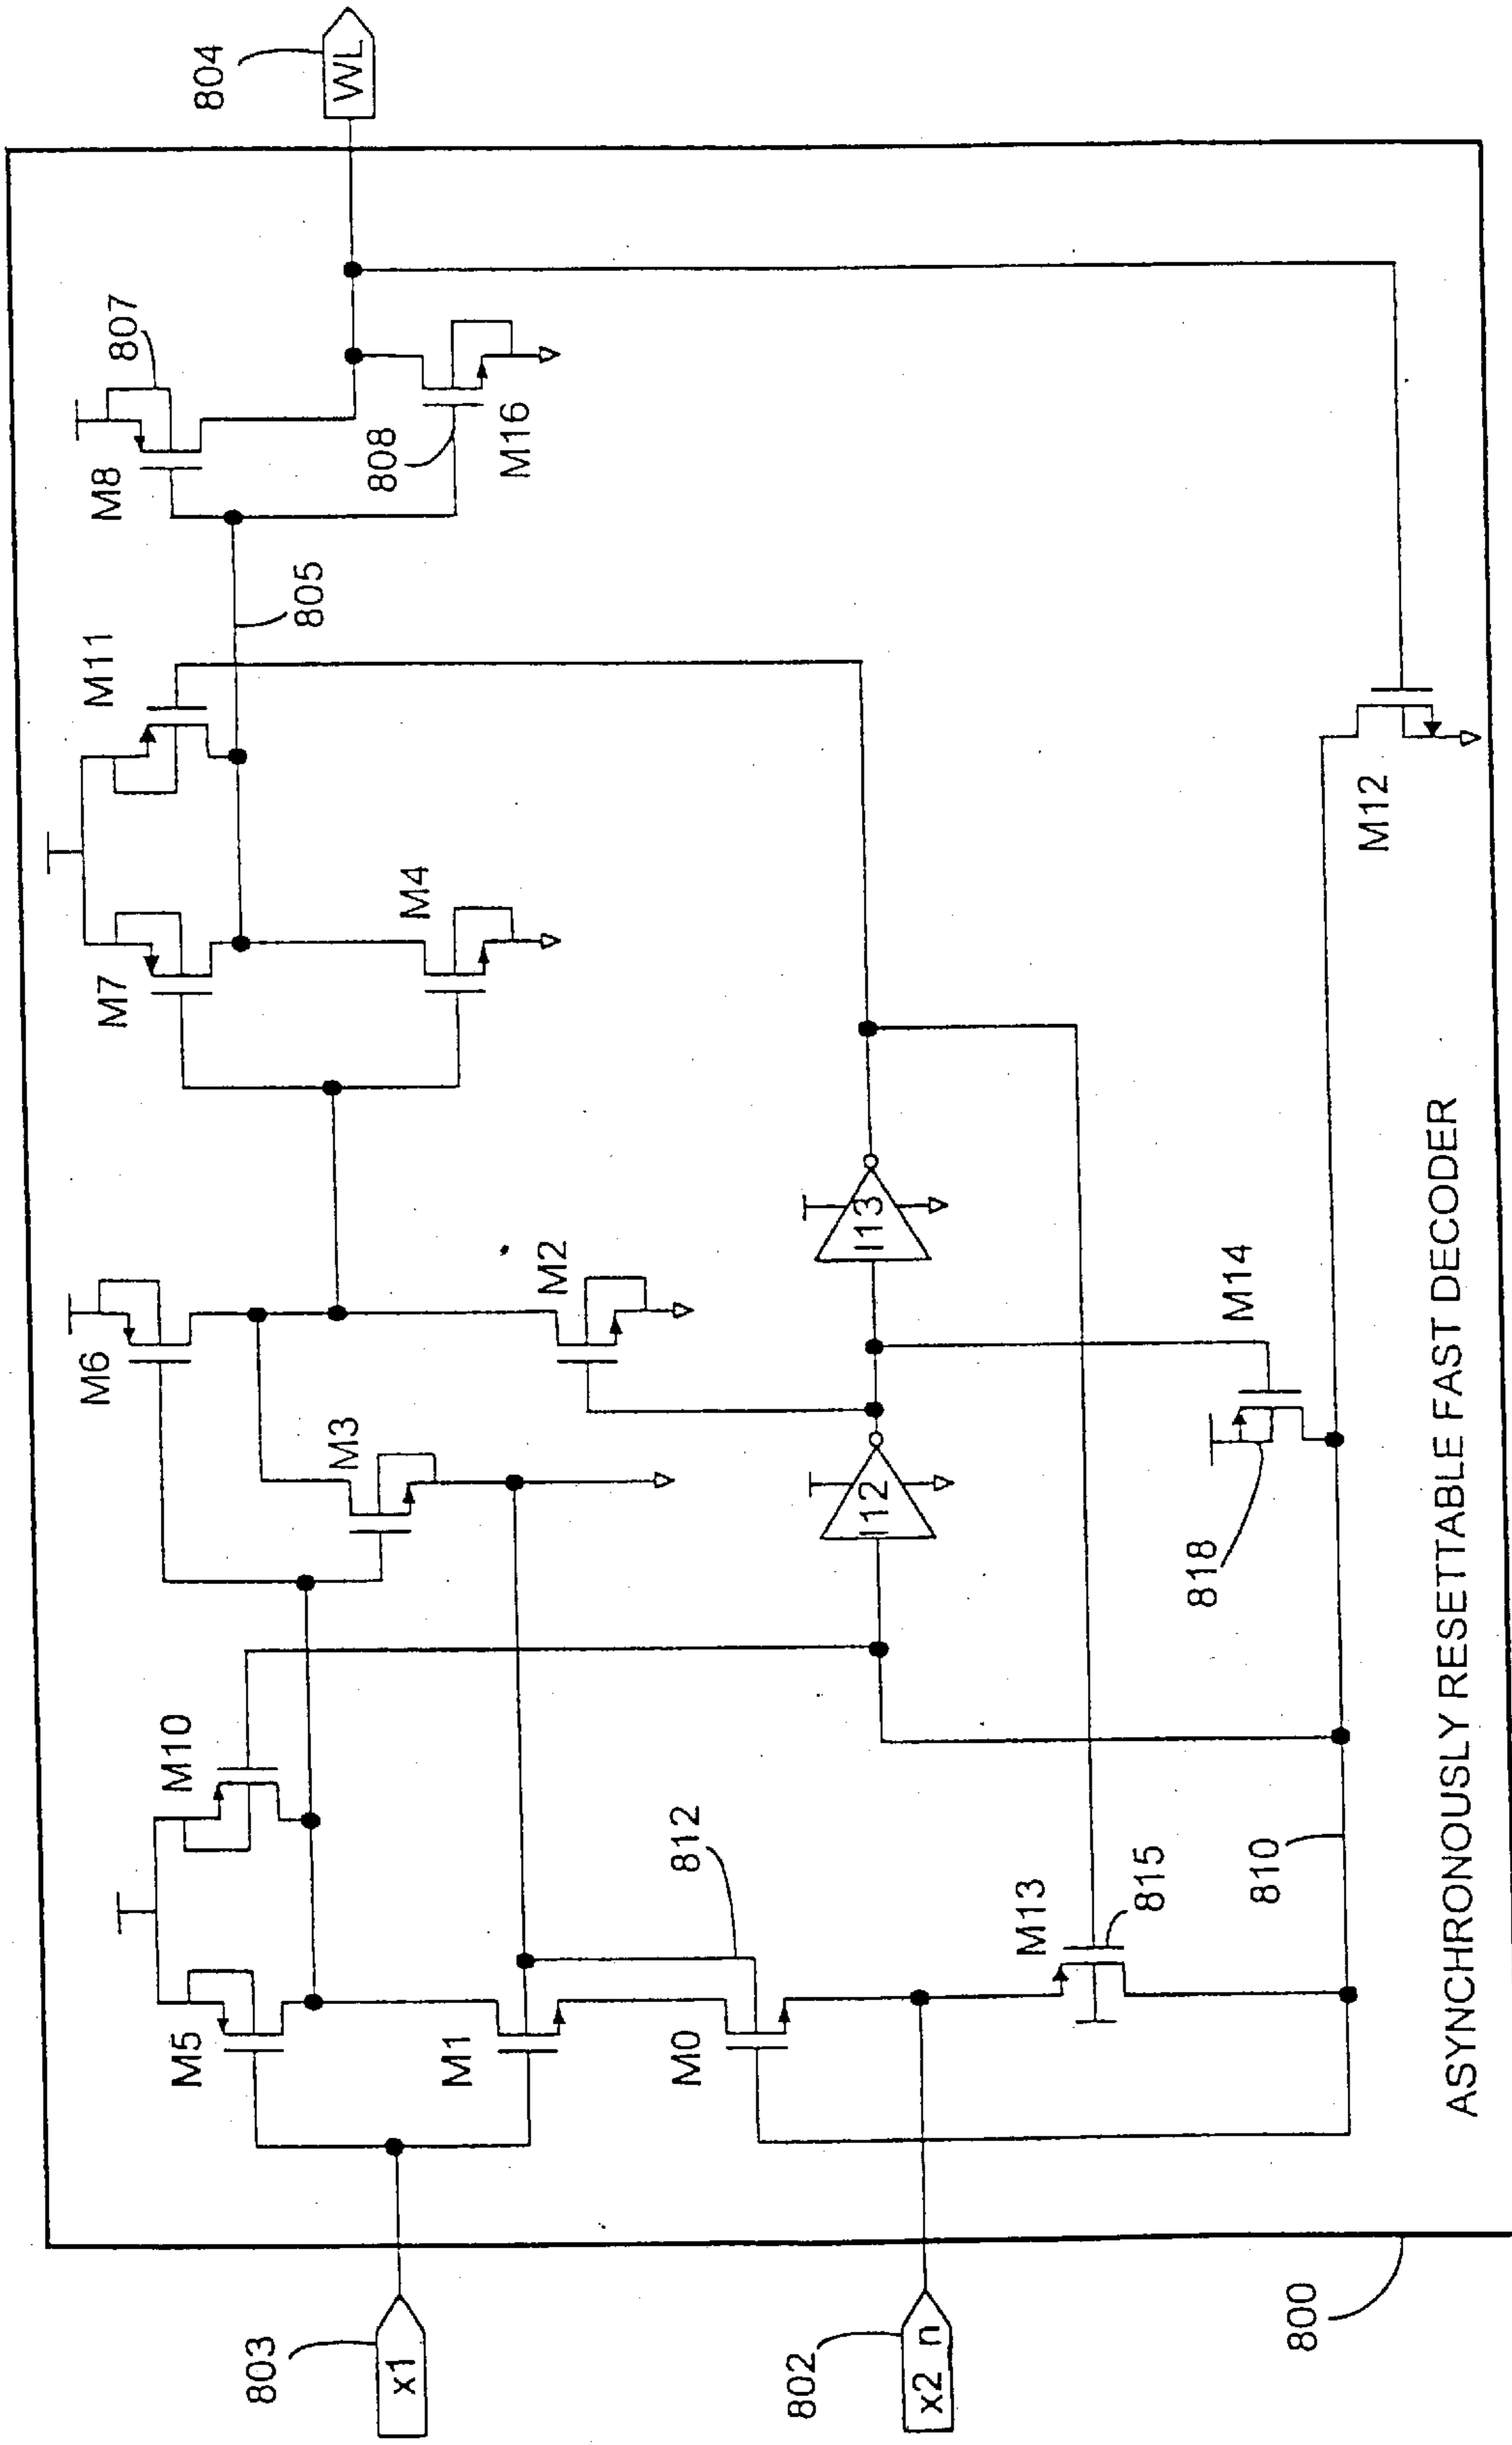 804
WL
807
M8
808
M16
805
M11
M7
M4
M6
M3
M2
M10
M5
M1
M0
812
M13
815
810
I12
I13
M14
818
M12
x1
803
x2_n
802
800
ASYNCHRONOUSLY RESETTABLE FAST DECODER